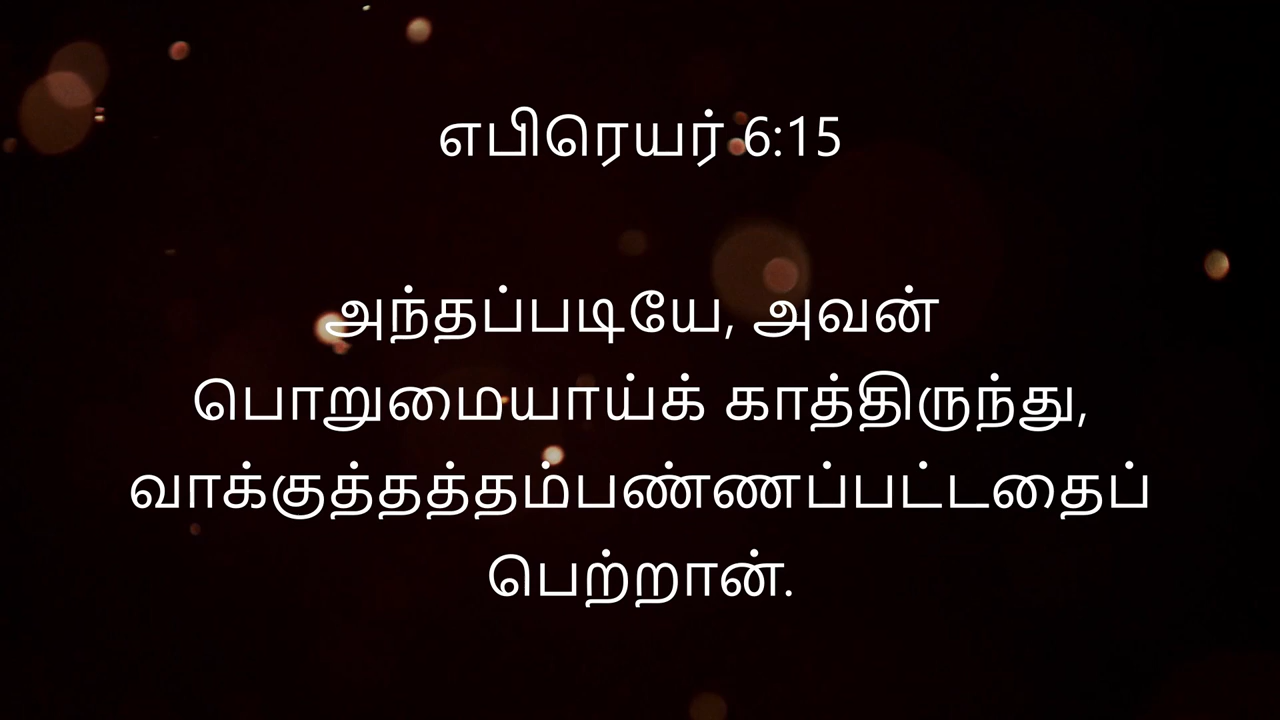 எபிரெயர் 6:15
அந்தப்படியே, அவன்
பொறுமையாய்க் காத்திருந்து,
வாக்குத்தத்தம்பண்ணப்பட்டதைப்
பெற்றான்.